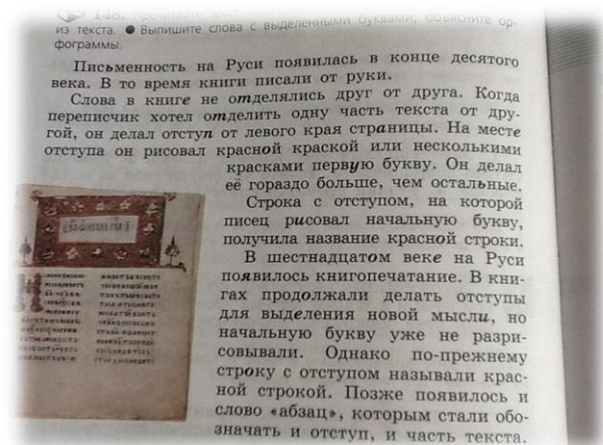 148. Прочитайте текст
из текста. ● Выпишите слова с выделенными буквами, объясните ор-
фограммы.
Письменность на Руси появилась в конце десятого
века. В то время книги писали от руки.
Слова в книге не отделялись друг от друга. Когда
переписчик хотел отделить одну часть текста от дру-
гой, он делал отступ от левого края страницы. На месте
отступа он рисовал красной краской или несколькими
красками первую букву. Он делал
её гораздо больше, чем остальные.
Строка с отступом, на которой
писец рисовал начальную букву,
получила название красной строки.
В шестнадцатом веке на Руси
появилось книгопечатание. В кни-
гах продолжали делать отступы
для выделения новой мысли, но
начальную букву уже не разри-
совывали. Однако по-прежнему
строку с отступом называли крас-
ной строкой. Позже появилось и
слово «абзац», которым стали обо-
значать и отступ, и часть текста.